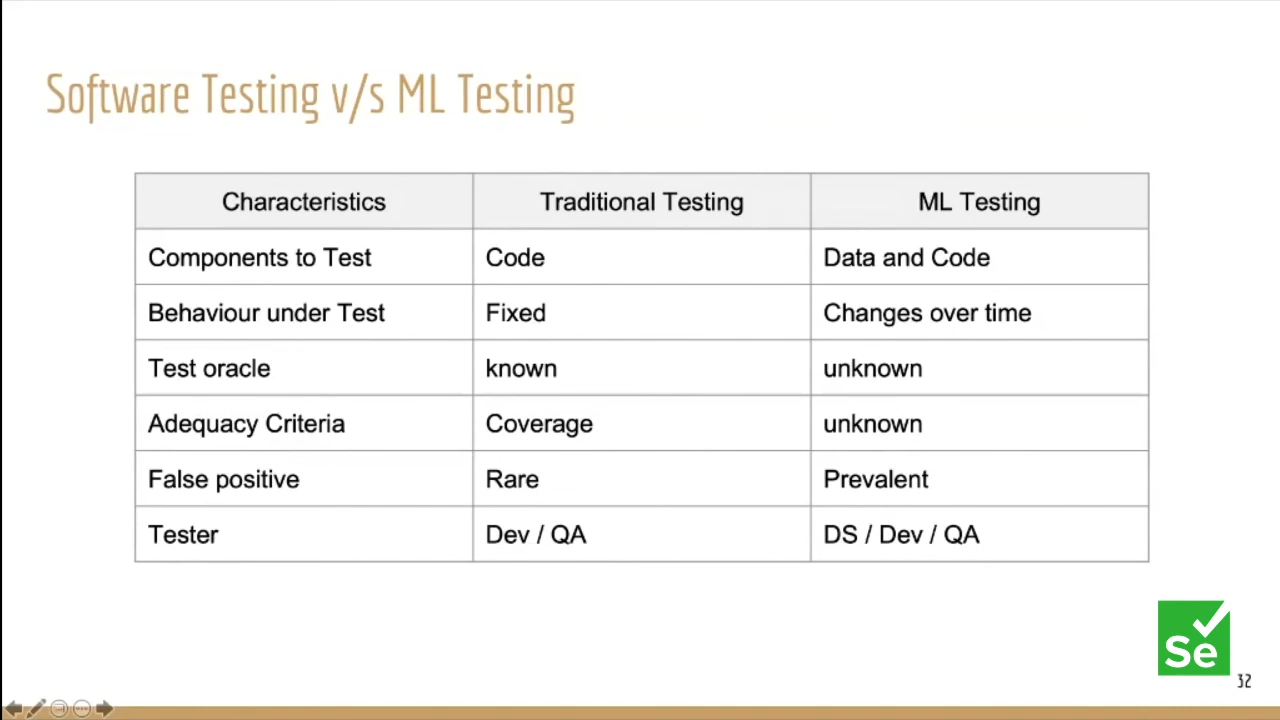 Software Testing v/s ML Testing
Characteristics Traditional Testing ML Testing
Components to Test Code Data and Code
Behaviour under Test Fixed Changes over time
Test oracle known unknown
Adequacy Criteria Coverage unknown
False positive Rare Prevalent
Tester Dev / QA DS / Dev / QA
Se
32